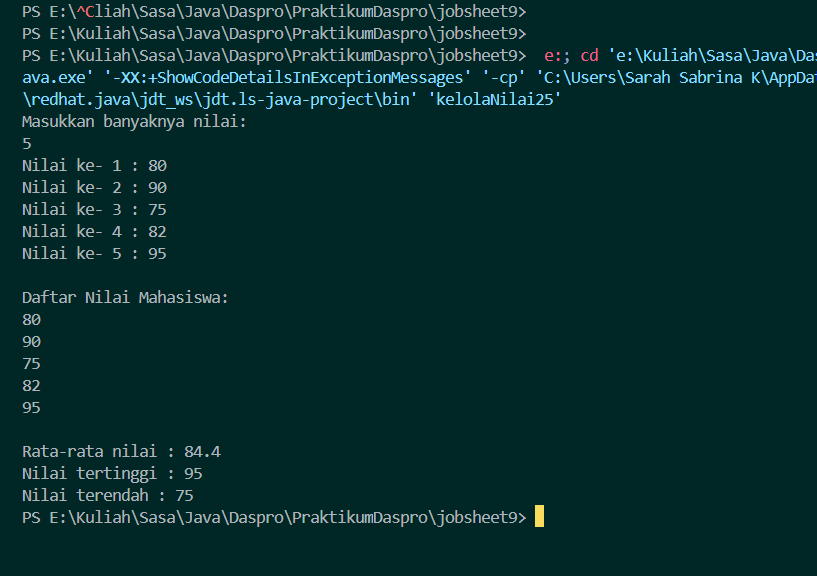 PS E:\^Cliah\Sasa\Java\Daspro\PraktikumDaspro\jobsheet9>
PS E:\Kuliah\Sasa\Java\Daspro\PraktikumDaspro\jobsheet9>
PS E:\Kuliah\Sasa\Java\Daspro\PraktikumDaspro\jobsheet9>  e:; cd 'e:\Kuliah\Sasa\Java\Das
ava.exe' '-XX:+ShowCodeDetailsInExceptionMessages' '-cp' 'C:\Users\Sarah Sabrina K\AppDat
\redhat.java\jdt_ws\jdt.ls-java-project\bin' 'kelolaNilai25'
Masukkan banyaknya nilai:
5
Nilai ke- 1 : 80
Nilai ke- 2 : 90
Nilai ke- 3 : 75
Nilai ke- 4 : 82
Nilai ke- 5 : 95
Daftar Nilai Mahasiswa:
80
90
75
82
95
Rata-rata nilai : 84.4
Nilai tertinggi : 95
Nilai terendah : 75
PS E:\Kuliah\Sasa\Java\Daspro\PraktikumDaspro\jobsheet9>